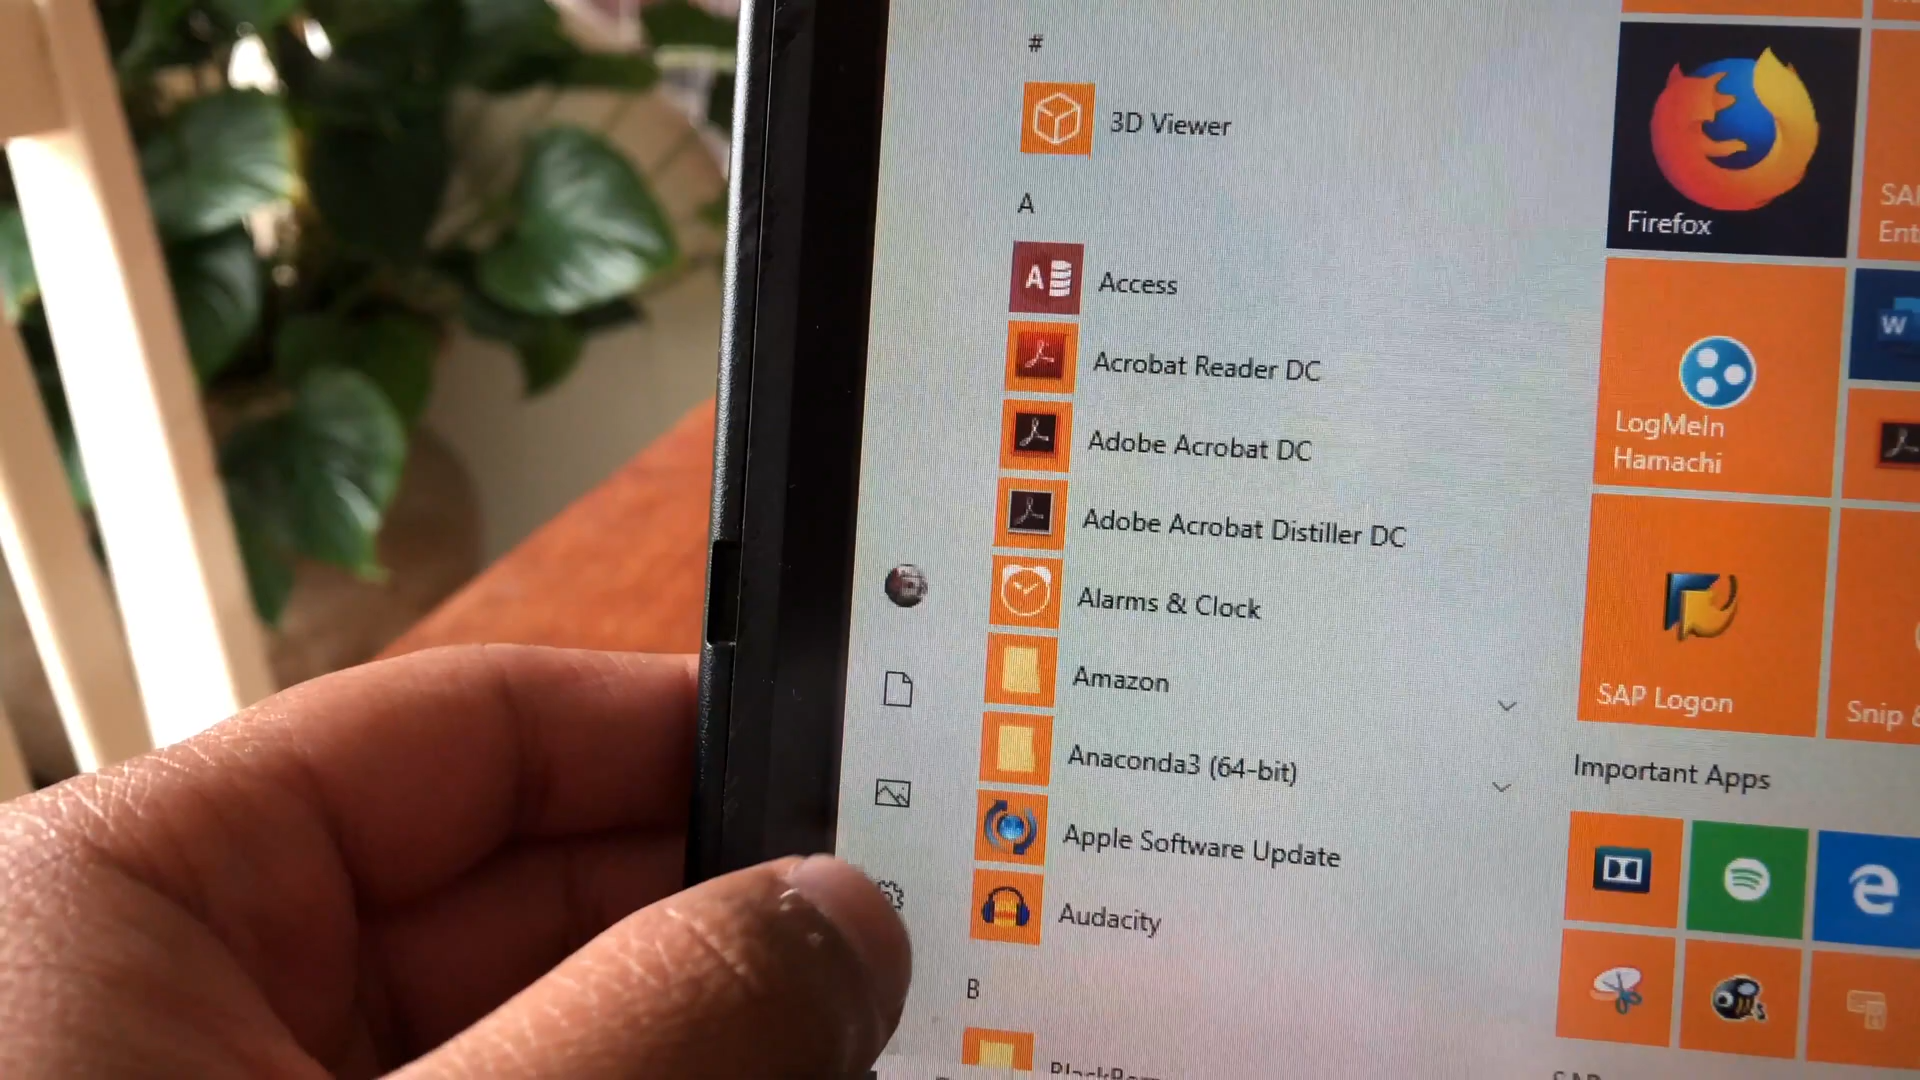 #
3D Viewer
A
Access
Acrobat Reader DC
Adobe Acrobat DC
Adobe Acrobat Distiller DC
Alarms & Clock
Amazon
Anaconda3 (64-bit)
Apple Software Update
Audacity
B
Firefox
LogMeIn
Hamachi
W
SAP Logon
Snip &
Important Apps